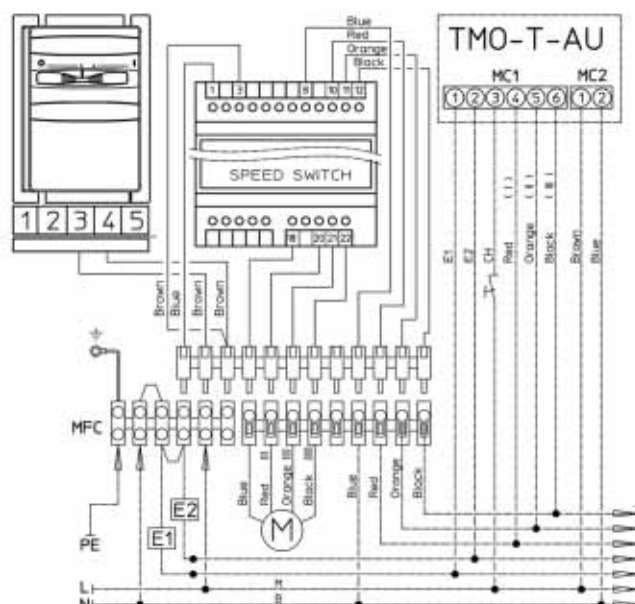 Blue
Red
Orange
Black
TMO-T-AU
MC1 MC2
1 2 3 4 5 6 1 2
1 3 8 10 11 12
SPEED SWITCH
1 2 3 4 5
18 20 21 22
E1
E2
CH
Red
Orange
Black
Brown
Blue
Brown
Blue
Brown
Brown
MFC
Blue
Red
Orange
Black
Blue
Red
Orange
Black
M
E2
E1
PE
L
N